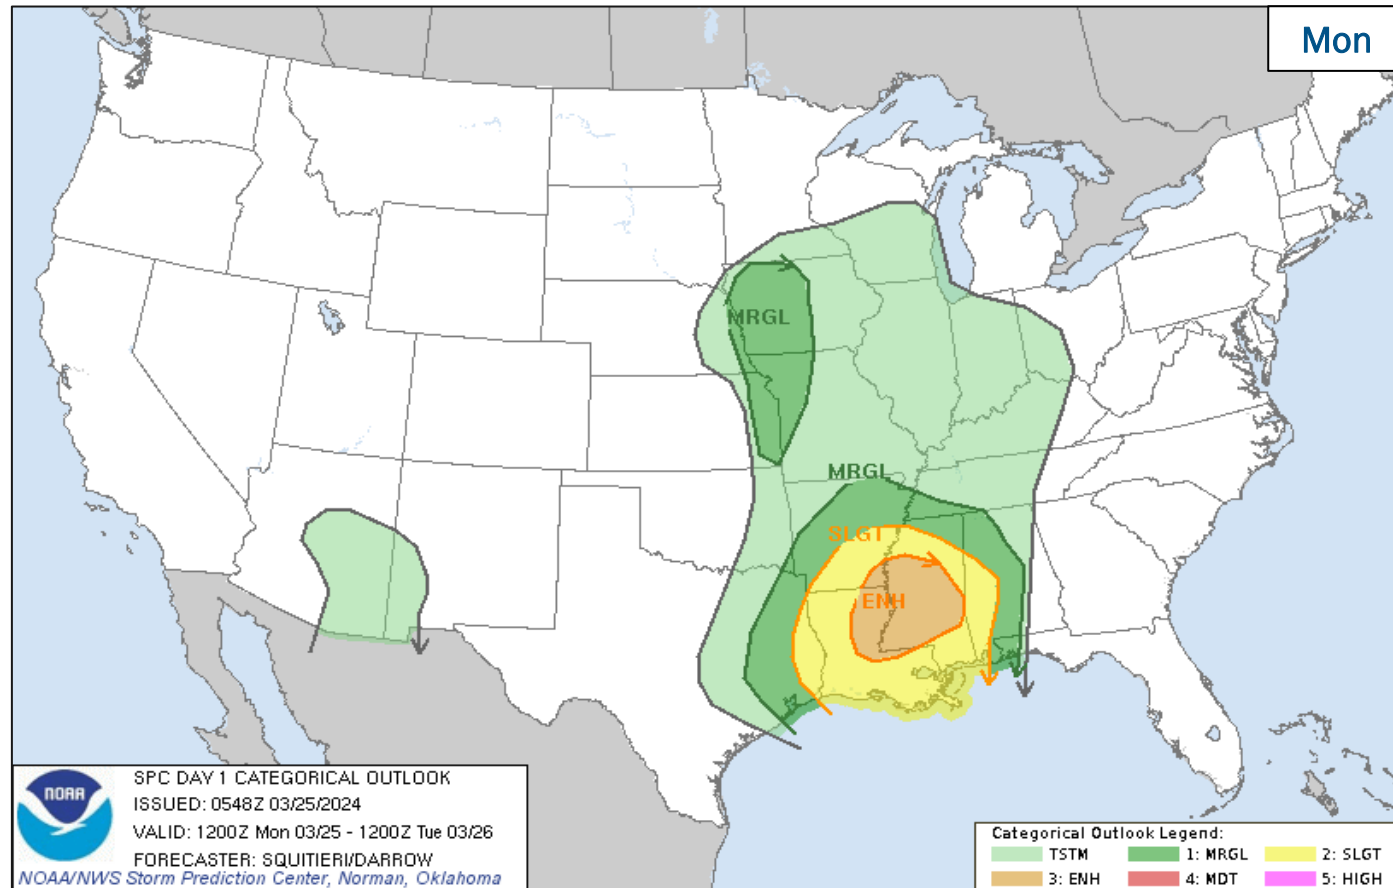 Mon
MRGL
MRGL
SLGT
ENH
NOAA
SPC DAY 1 CATEGORICAL OUTLOOK
ISSUED: 0548Z 03/25/2024
VALID: 1200Z Mon 03/25 - 1200Z Tue 03/26
FORECASTER: SQUITIERI/DARROW
NOAA/NWS Storm Prediction Center, Norman, Oklahoma
Categorical Outlook Legend:
TSTM 1: MRGL 2: SLGT
3: ENH 4: MDT 5: HIGH